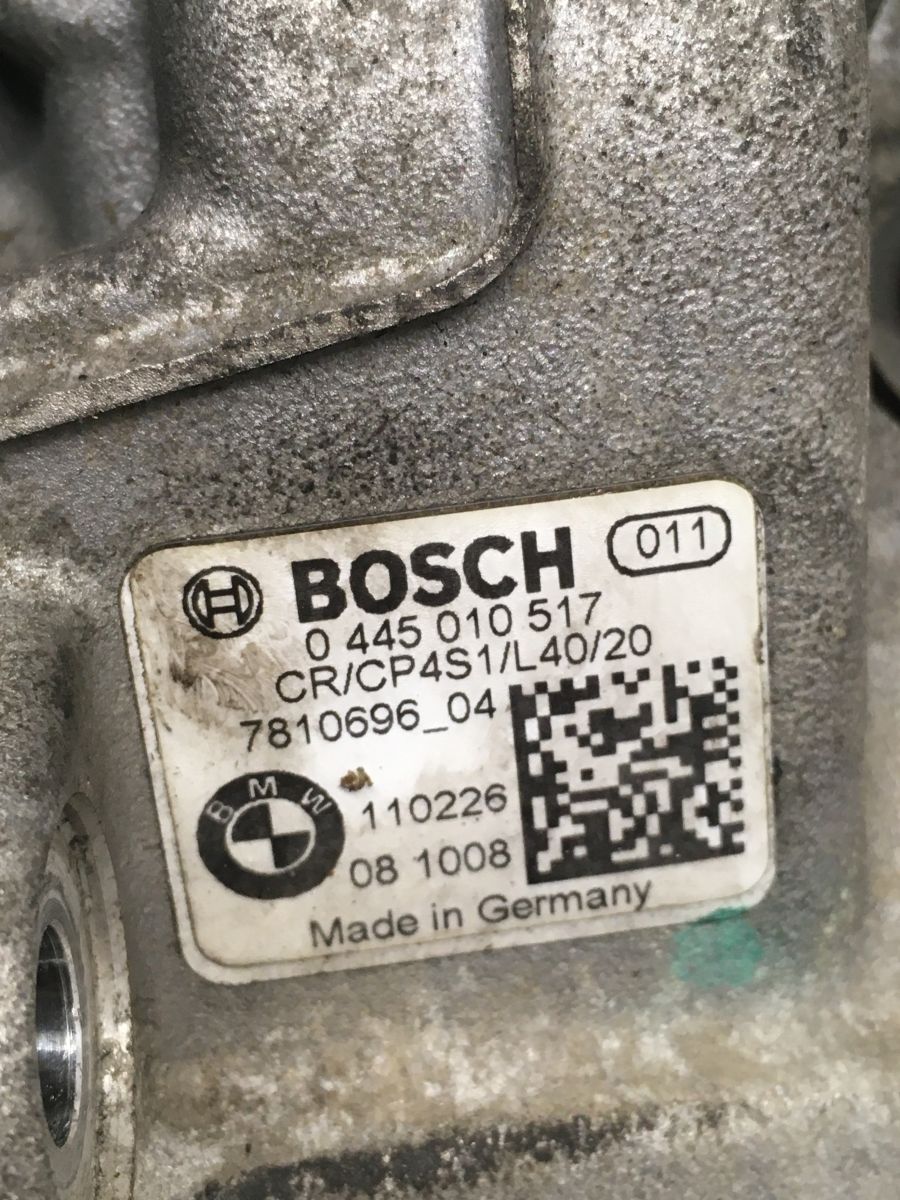 BOSCH 011
0 445 010 517
CR/CP4S1/L40/20
7810696_04
BMW
110226
08 1008
Made in Germany